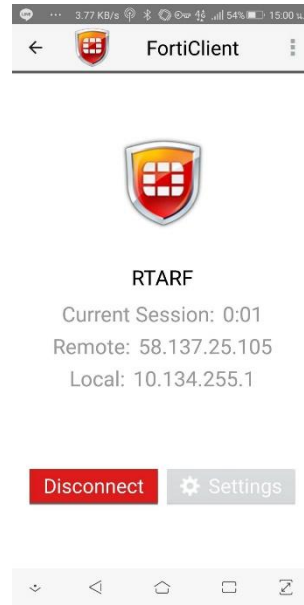 ... 3.77 KB/s 54% 15:00 น.
FortiClient
RTARF
Current Session: 0:01
Remote: 58.137.25.105
Local: 10.134.255.1
Disconnect Settings